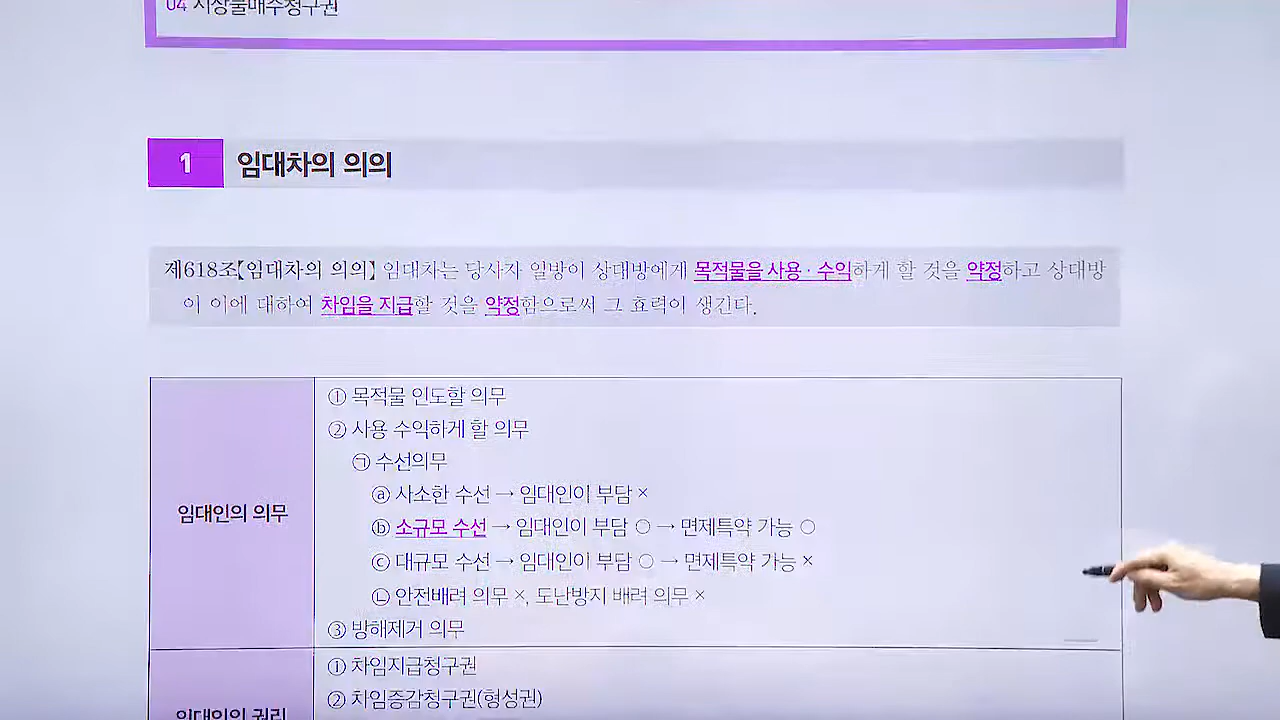 04 지상물매수청구권
1 임대차의 의의
제618조【임대차의 의의】 임대차는 당사자 일방이 상대방에게 목적물을 사용 · 수익하게 할 것을 약정하고 상대방
이 이에 대하여 차임을 지급할 것을 약정함으로써 그 효력이 생긴다.
임대인의 의무
① 목적물 인도할 의무
② 사용 수익하게 할 의무
㉠ 수선의무
ⓐ 사소한 수선 → 임대인이 부담 ×
ⓑ 소규모 수선 → 임대인이 부담 ○ → 면제특약 가능 ○
ⓒ 대규모 수선 → 임대인이 부담 ○ → 면제특약 가능 ×
㉡ 안전배려 의무 ×, 도난방지 배려 의무 ×
③ 방해제거 의무
임대인의 권리
① 차임지급청구권
② 차임증감청구권(형성권)